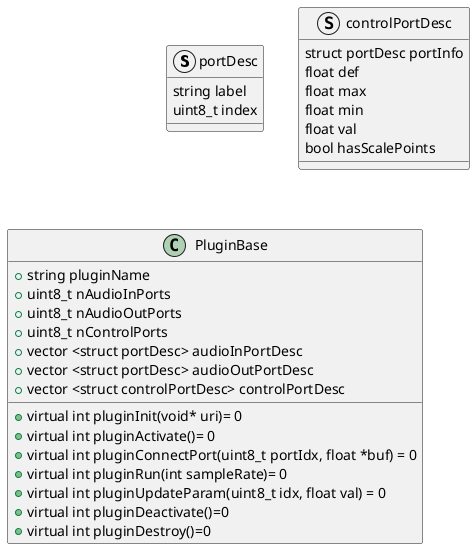 S portDesc
string label
uint8_t index
S controlPortDesc
struct portDesc portInfo
float def
float max
float min
float val
bool hasScalePoints
C PluginBase
string pluginName
uint8_t nAudioInPorts
uint8_t nAudioOutPorts
uint8_t nControlPorts
vector <struct portDesc> audioInPortDesc
vector <struct portDesc> audioOutPortDesc
vector <struct controlPortDesc> controlPortDesc
virtual int pluginInit(void* uri)= 0
virtual int pluginActivate()= 0
virtual int pluginConnectPort(uint8_t portIdx, float *buf) = 0
virtual int pluginRun(int sampleRate)= 0
virtual int pluginUpdateParam(uint8_t idx, float val) = 0
virtual int pluginDeactivate()=0
virtual int pluginDestroy()=0